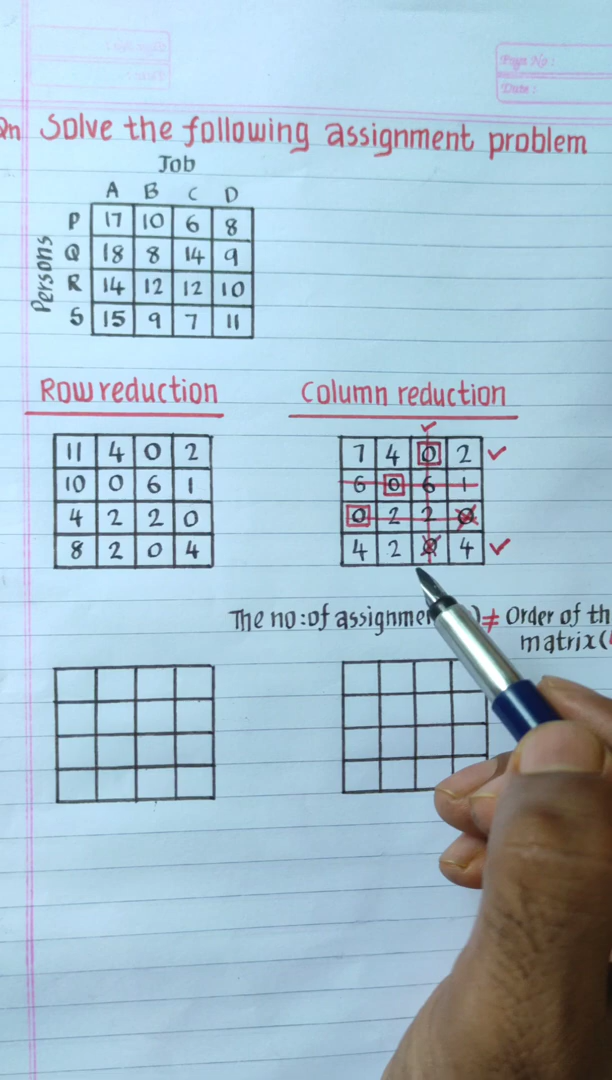 Page No :
Date :
Qn Solve the following assignment problem
Job
A B C D
Persons
P 17 10 6 8
Q 18 8 14 9
R 14 12 12 10
S 15 9 7 11
Row reduction
11 4 0 2
10 0 6 1
4 2 2 0
8 2 0 4
Column reduction
✓
7 4 0 2 ✓
6 0 6 1
0 2 2 0
4 2 0 4 ✓
The no:of assignme ) ≠ Order of th
matrix(